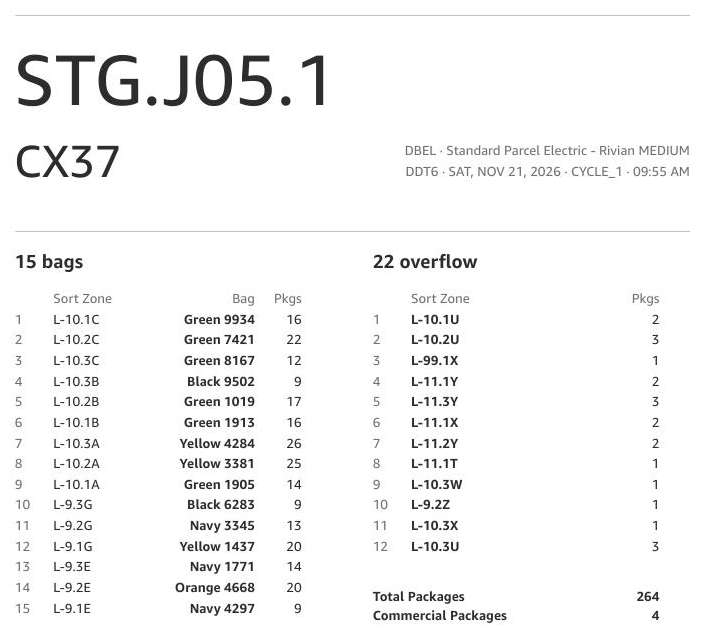 STG.J05.1
CX37
DBEL · Standard Parcel Electric - Rivian MEDIUM
DDT6 · SAT, NOV 21, 2026 · CYCLE_1 · 09:55 AM
15 bags
Sort Zone Bag Pkgs
1 L-10.1C Green 9934 16
2 L-10.2C Green 7421 22
3 L-10.3C Green 8167 12
4 L-10.3B Black 9502 9
5 L-10.2B Green 1019 17
6 L-10.1B Green 1913 16
7 L-10.3A Yellow 4284 26
8 L-10.2A Yellow 3381 25
9 L-10.1A Green 1905 14
10 L-9.3G Black 6283 9
11 L-9.2G Navy 3345 13
12 L-9.1G Yellow 1437 20
13 L-9.3E Navy 1771 14
14 L-9.2E Orange 4668 20
15 L-9.1E Navy 4297 9
22 overflow
Sort Zone Pkgs
1 L-10.1U 2
2 L-10.2U 3
3 L-99.1X 1
4 L-11.1Y 2
5 L-11.3Y 3
6 L-11.1X 2
7 L-11.2Y 2
8 L-11.1T 1
9 L-10.3W 1
10 L-9.2Z 1
11 L-10.3X 1
12 L-10.3U 3
Total Packages 264
Commercial Packages 4